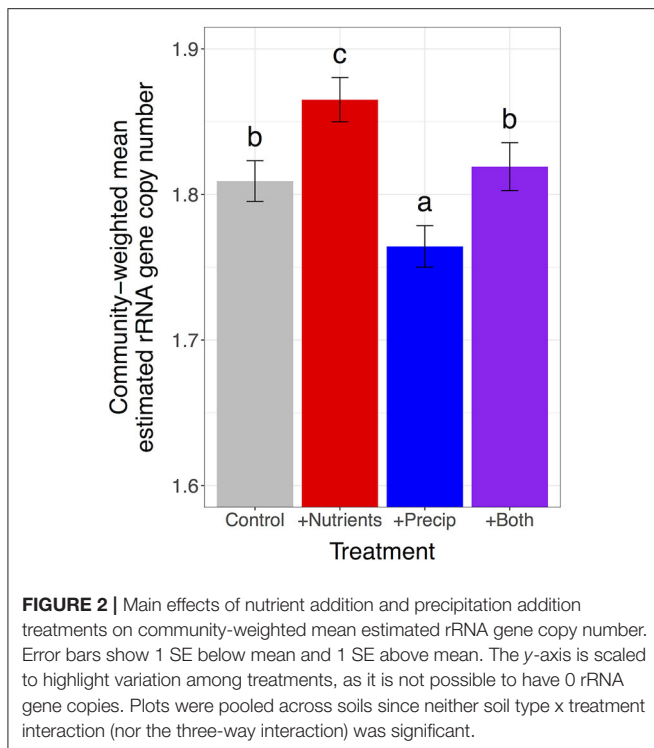 1.9
1.8
1.7
1.6
Community−weighted mean
estimated rRNA gene copy number
b
c
a
b
Control +Nutrients +Precip +Both
Treatment
FIGURE 2 | Main effects of nutrient addition and precipitation addition
treatments on community-weighted mean estimated rRNA gene copy number.
Error bars show 1 SE below mean and 1 SE above mean. The y-axis is scaled
to highlight variation among treatments, as it is not possible to have 0 rRNA
gene copies. Plots were pooled across soils since neither soil type x treatment
interaction (nor the three-way interaction) was significant.